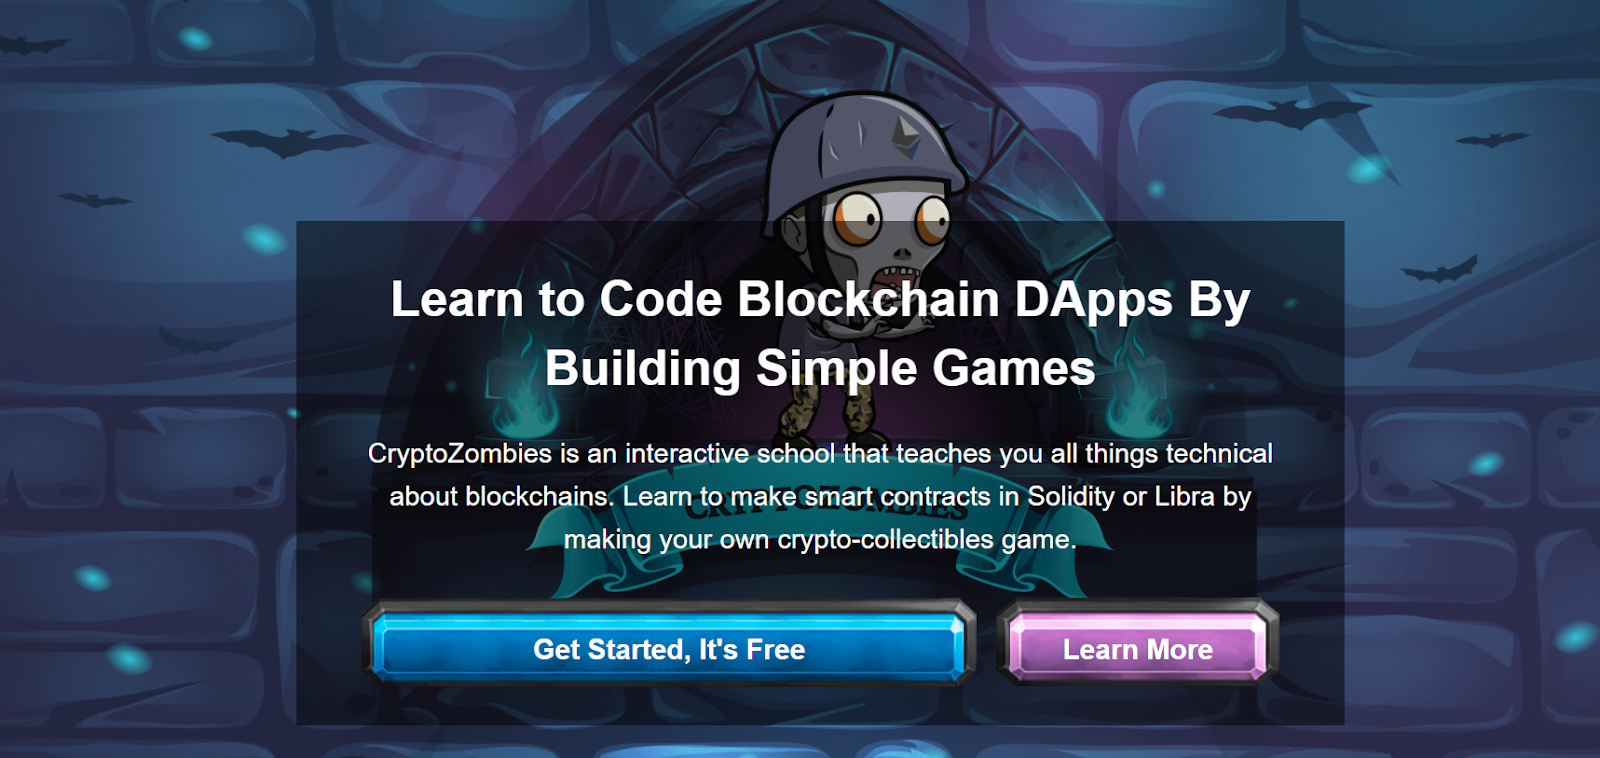 Learn to Code Blockchain DApps By
Building Simple Games
CryptoZombies is an interactive school that teaches you all things technical
about blockchains. Learn to make smart contracts in Solidity or Libra by
CRYPTOZOMBIES
making your own crypto-collectibles game.
Get Started, It's Free
Learn More